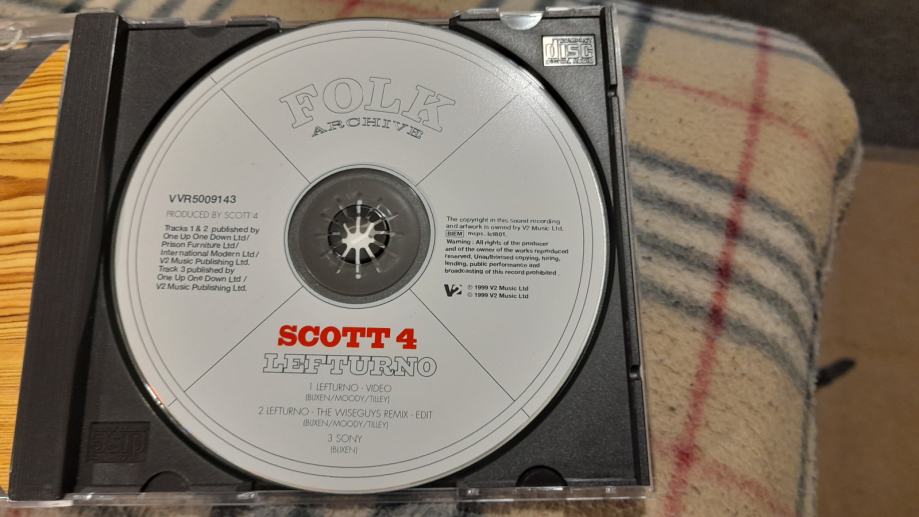 FOLK
ARCHIVE
VVR5009143
PRODUCED BY SCOTT 4
Tracks 1 & 2 published by
One Up One Down Ltd/
Prison Furniture Ltd/
International Modern Ltd/
V2 Music Publishing Ltd.
Track 3 published by
One Up One Down Ltd/
V2 Music Publishing Ltd.
The copyright in this sound recording
and artwork is owned by V2 Music Ltd.
BIEM mcps.
Warning: All rights of the producer
and of the owner of the works reproduced
reserved. Unauthorised copying, hiring,
lending, public performance and
broadcasting of this record prohibited.
V2 ℗ 1999 V2 Music Ltd
© 1999 V2 Music Ltd
SCOTT 4
LEFTURNO
1 LEFTURNO - VIDEO
(BLIXEN/MOODY/TILLEY)
2 LEFTURNO - THE WISEGUYS REMIX - EDIT
(BLIXEN/MOODY/TILLEY)
3 SONY
(BLIXEN)
disc